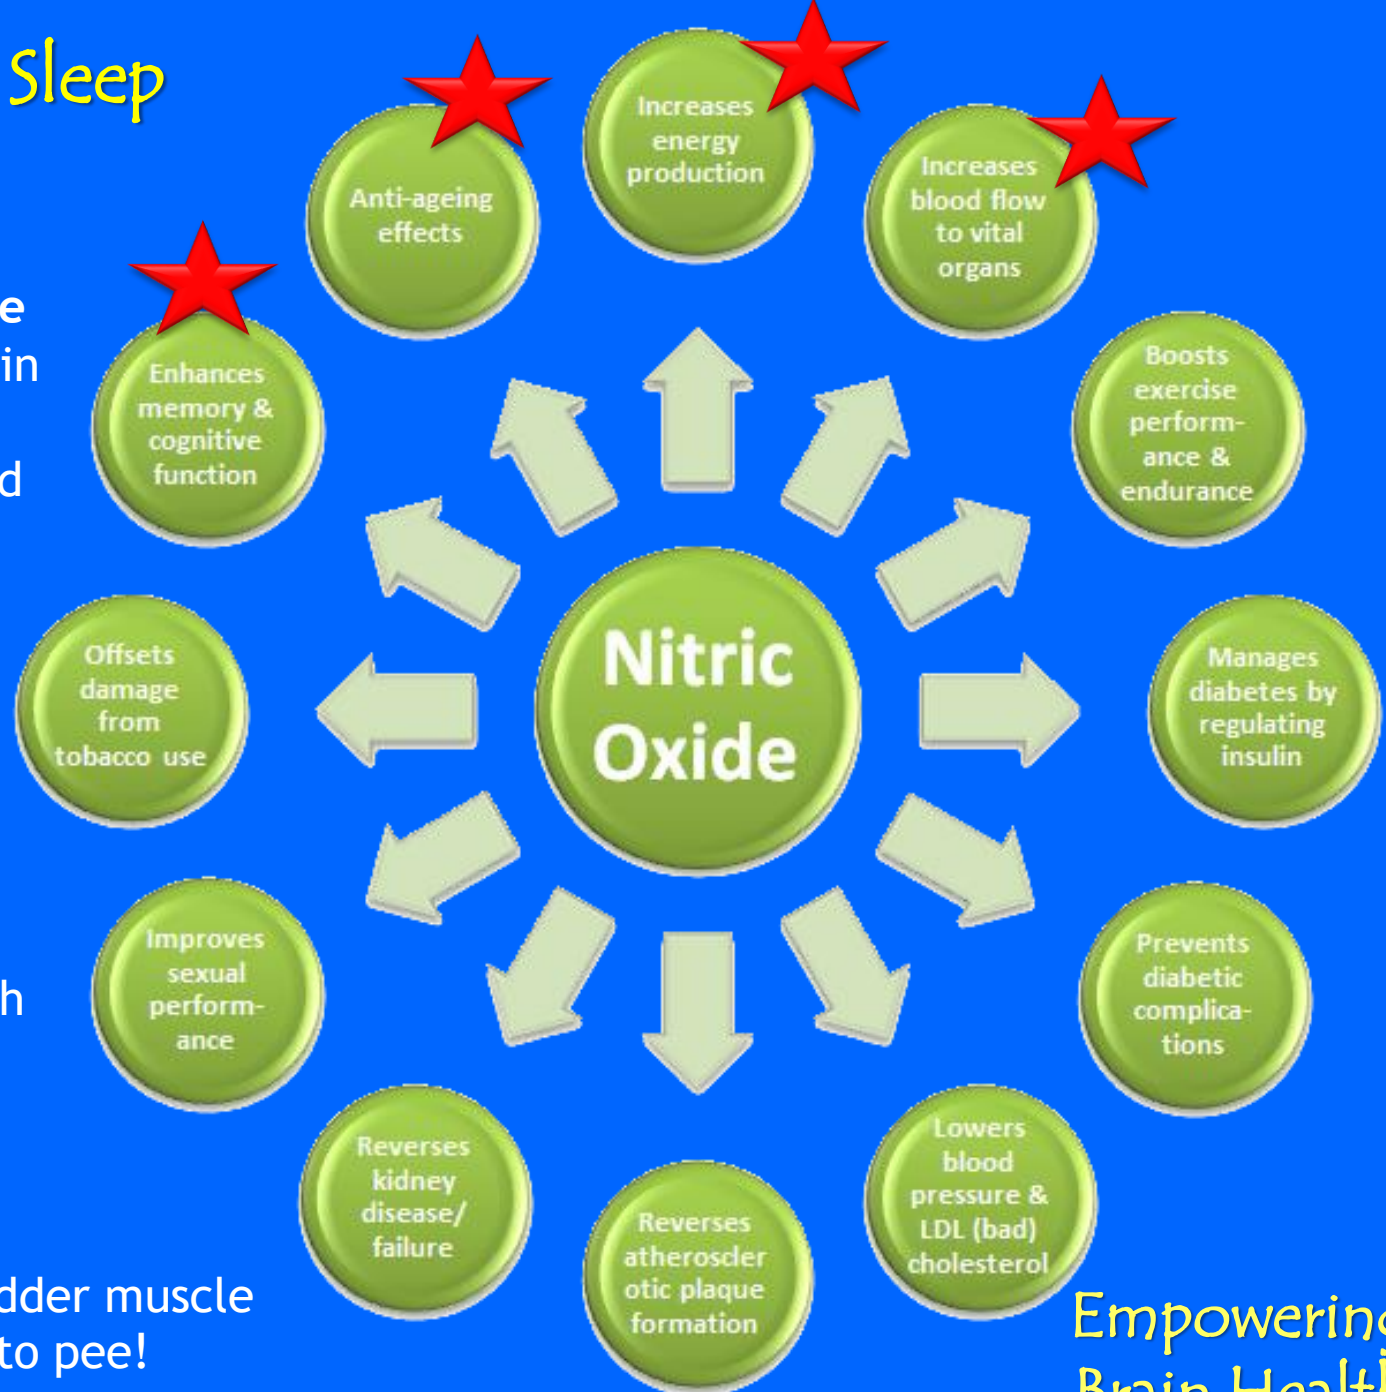 Sleep
e
in
d
h
dder muscle
to pee!
Nitric
Oxide
Increases
energy
production
Increases
blood flow
to vital
organs
Boosts
exercise
perform-
ance &
endurance
Manages
diabetes by
regulating
insulin
Prevents
diabetic
complica-
tions
Lowers
blood
pressure &
LDL (bad)
cholesterol
Reverses
atheroscler
otic plaque
formation
Reverses
kidney
disease/
failure
Improves
sexual
perform-
ance
Offsets
damage
from
tobacco use
Enhances
memory &
cognitive
function
Anti-ageing
effects
Empowering
Brain Healt